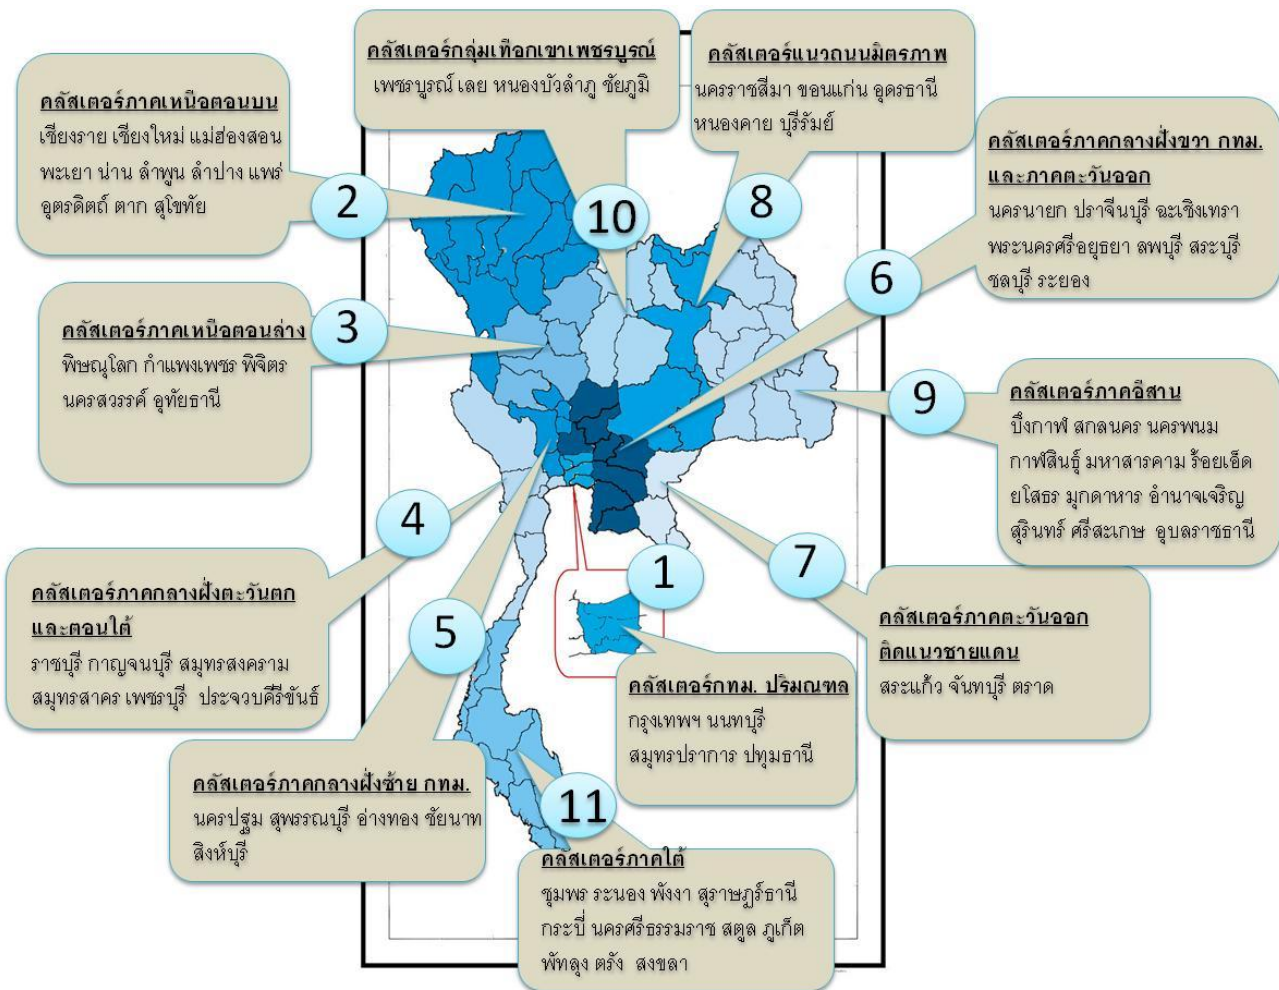 คลัสเตอร์กลุ่มเทือกเขาเพชรบูรณ์
เพชรบูรณ์ เลย หนองบัวลำภู ชัยภูมิ
10
คลัสเตอร์แนวถนนมิตรภาพ
นครราชสีมา ขอนแก่น อุดรธานี
หนองคาย บุรีรัมย์
8
คลัสเตอร์ภาคเหนือตอนบน
เชียงราย เชียงใหม่ แม่ฮ่องสอน
พะเยา น่าน ลำพูน ลำปาง แพร่
อุตรดิตถ์ ตาก สุโขทัย
2
คลัสเตอร์ภาคกลางฝั่งขวา กทม.
และภาคตะวันออก
นครนายก ปราจีนบุรี ฉะเชิงเทรา
พระนครศรีอยุธยา ลพบุรี สระบุรี
ชลบุรี ระยอง
6
คลัสเตอร์ภาคเหนือตอนล่าง
พิษณุโลก กำแพงเพชร พิจิตร
นครสวรรค์ อุทัยธานี
3
คลัสเตอร์ภาคอีสาน
บึงกาฬ สกลนคร นครพนม
กาฬสินธุ์ มหาสารคาม ร้อยเอ็ด
ยโสธร มุกดาหาร อำนาจเจริญ
สุรินทร์ ศรีสะเกษ อุบลราชธานี
9
คลัสเตอร์ภาคกลางฝั่งตะวันตก
และตอนใต้
ราชบุรี กาญจนบุรี สมุทรสงคราม
สมุทรสาคร เพชรบุรี ประจวบคีรีขันธ์
4
คลัสเตอร์ภาคตะวันออก
ติดแนวชายแดน
สระแก้ว จันทบุรี ตราด
7
คลัสเตอร์กทม. ปริมณฑล
กรุงเทพฯ นนทบุรี
สมุทรปราการ ปทุมธานี
1
คลัสเตอร์ภาคกลางฝั่งซ้าย กทม.
นครปฐม สุพรรณบุรี อ่างทอง ชัยนาท
สิงห์บุรี
5
คลัสเตอร์ภาคใต้
ชุมพร ระนอง พังงา สุราษฎร์ธานี
กระบี่ นครศรีธรรมราช สตูล ภูเก็ต
พัทลุง ตรัง สงขลา
11